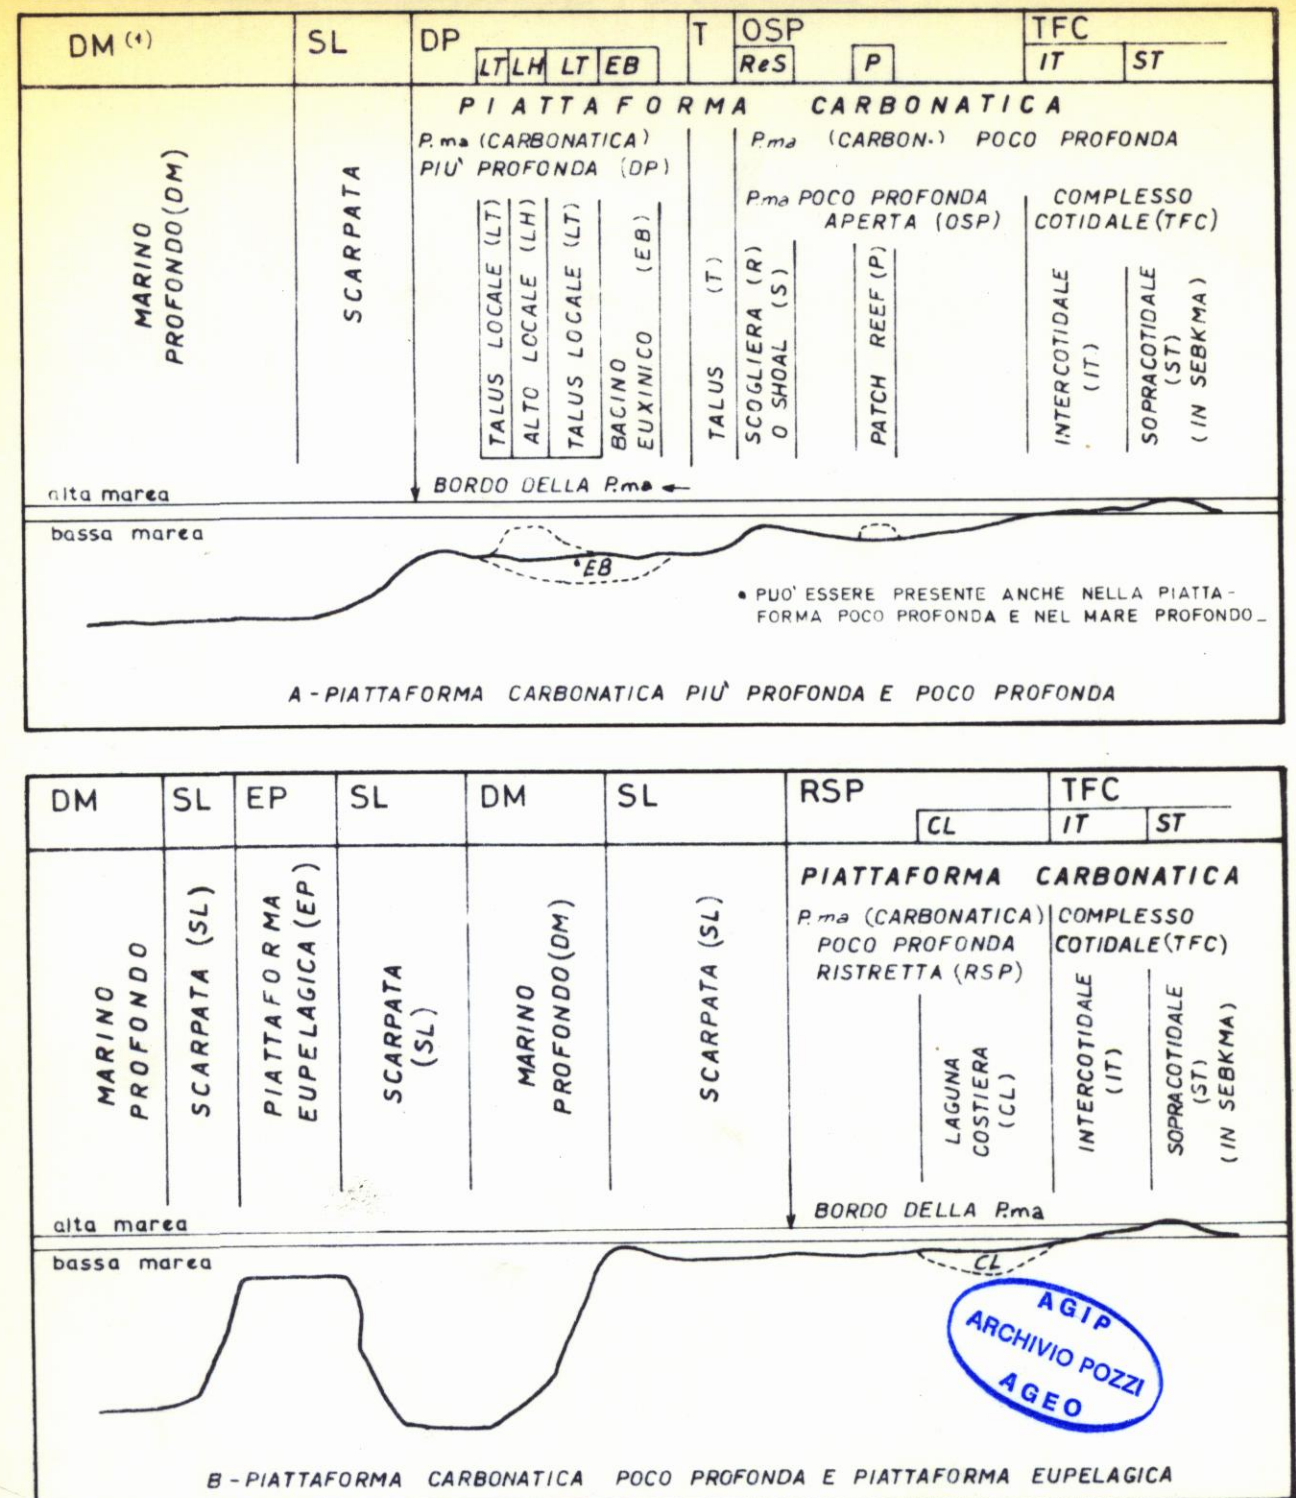 DM (1)
SL
DP
LT LH LT EB
T
OSP
ReS
P
TFC
IT ST
PIATTAFORMA CARBONATICA
P.ma (CARBONATICA)
PIU' PROFONDA (DP)
P.ma (CARBON.) POCO PROFONDA
P.ma POCO PROFONDA
APERTA (OSP)
COMPLESSO
COTIDALE (TFC)
MARINO
PROFONDO (DM)
SCARPATA
TALUS LOCALE (LT)
ALTO LOCALE (LH)
TALUS LOCALE (LT)
BACINO
EUXINICO (EB)
TALUS (T)
SCOGLIERA (R)
O SHOAL (S)
PATCH REEF (P)
INTERCOTIDALE
(IT)
SOPRACOTIDALE
(ST)
(IN SEBKMA)
BORDO DELLA P.ma ←
alta marea
bassa marea
•EB
• PUO' ESSERE PRESENTE ANCHE NELLA PIATTA-
FORMA POCO PROFONDA E NEL MARE PROFONDO_
A - PIATTAFORMA CARBONATICA PIU' PROFONDA E POCO PROFONDA
DM
SL
EP
SL
DM
SL
RSP
CL
TFC
IT ST
PIATTAFORMA CARBONATICA
P.ma (CARBONATICA)
POCO PROFONDA
RISTRETTA (RSP)
COMPLESSO
COTIDALE (TFC)
MARINO
PROFONDO
SCARPATA (SL)
PIATTAFORMA
EUPELAGICA (EP)
SCARPATA
(SL)
MARINO
PROFONDO (DM)
SCARPATA (SL)
LAGUNA
COSTIERA
(CL)
INTERCOTIDALE
(IT)
SOPRACOTIDALE
(ST)
(IN SEBKMA)
BORDO DELLA P.ma
alta marea
bassa marea
CL
AGIP
ARCHIVIO POZZI
AGEO
B - PIATTAFORMA CARBONATICA POCO PROFONDA E PIATTAFORMA EUPELAGICA